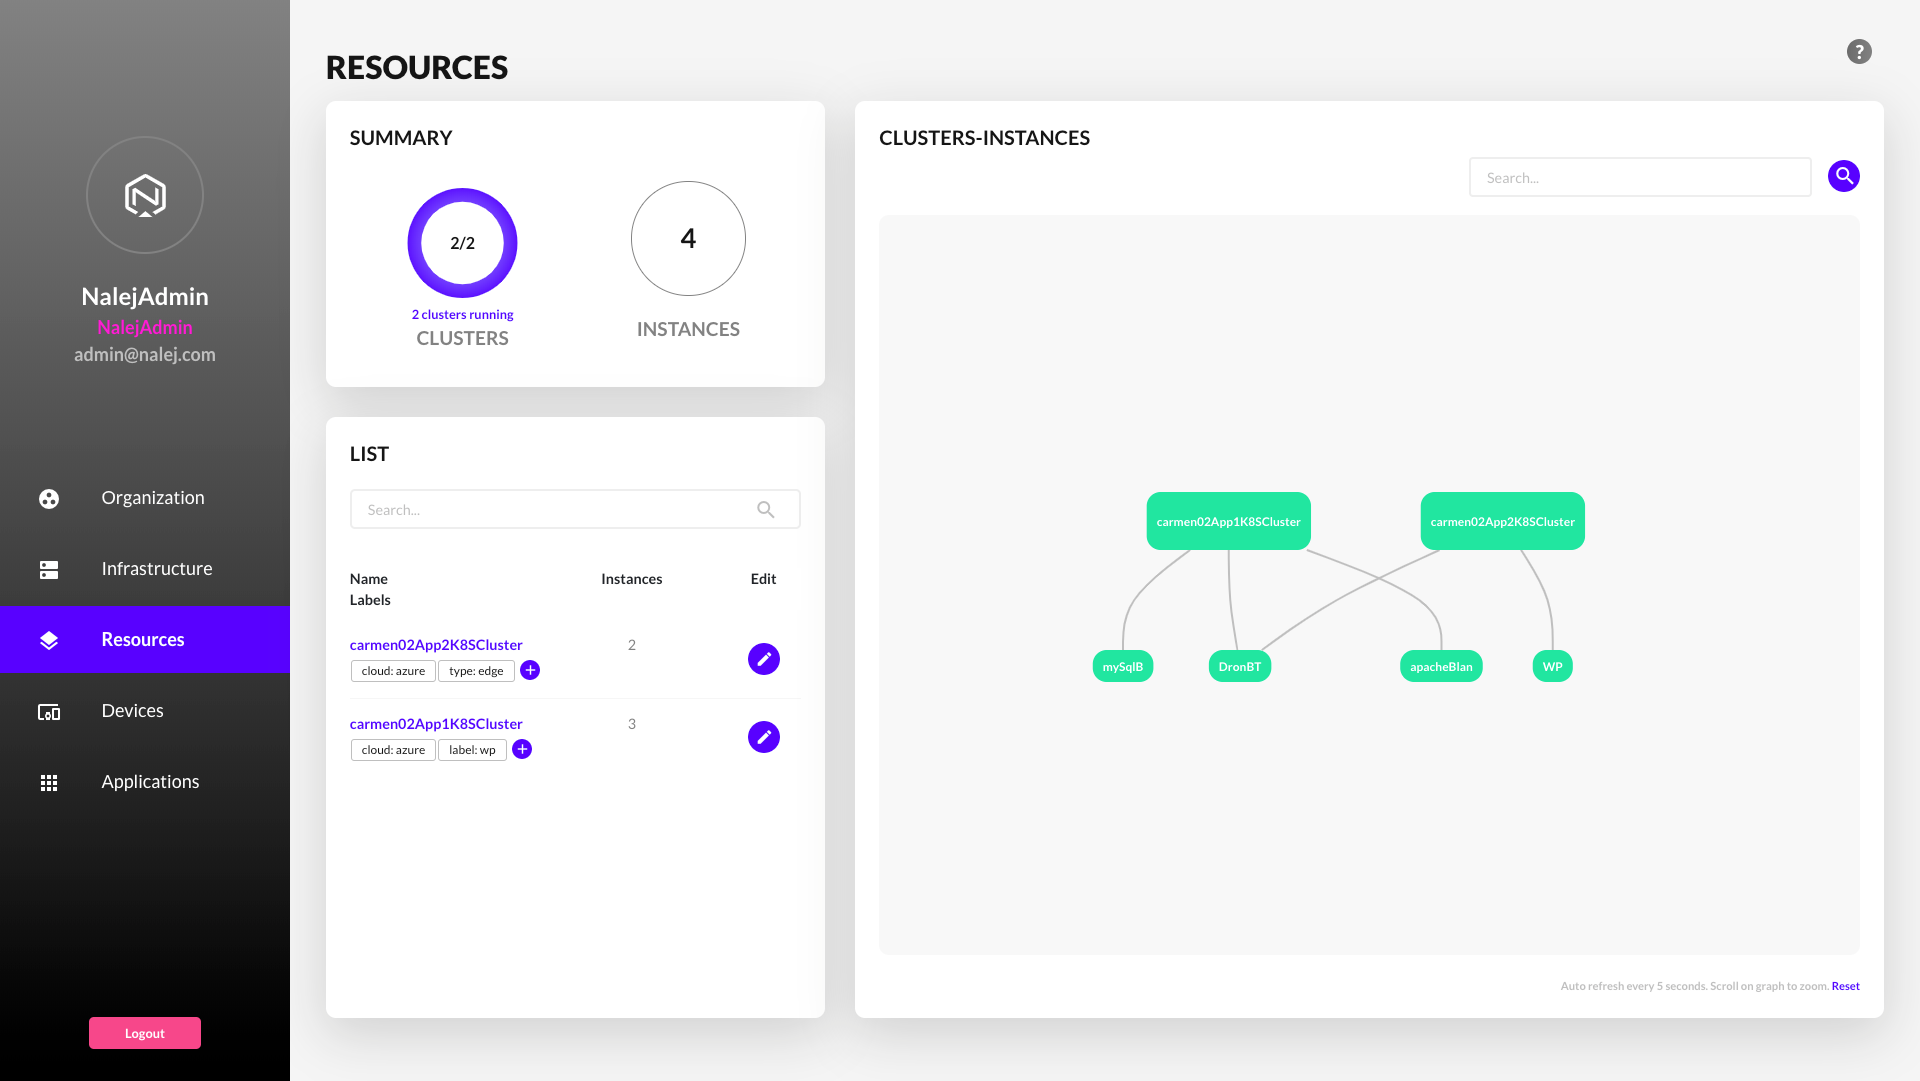 NalejAdmin
NalejAdmin
admin@nalej.com
Organization
Infrastructure
Resources
Devices
Applications
Logout
RESOURCES
?
SUMMARY
2/2
2 clusters running
CLUSTERS
4
INSTANCES
LIST
Search...
Name Instances Edit
Labels
carmen02App2K8SCluster 2
cloud: azure type: edge +
carmen02App1K8SCluster 3
cloud: azure label: wp +
CLUSTERS-INSTANCES
Search...
carmen02App1K8SCluster carmen02App2K8SCluster
mySqlB DronBT apacheBlan WP
Auto refresh every 5 seconds. Scroll on graph to zoom. Reset